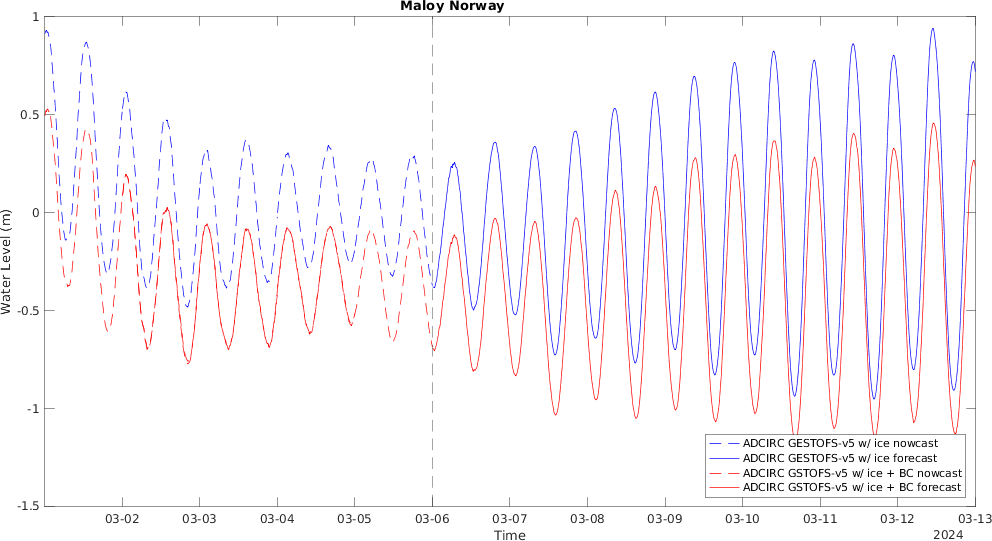 Maloy Norway
1
0.5
0
-0.5
-1
-1.5
Water Level (m)
03-02 03-03 03-04 03-05 03-06 03-07 03-08 03-09 03-10 03-11 03-12 03-13
Time
2024
ADCIRC GESTOFS-v5 w/ ice nowcast
ADCIRC GESTOFS-v5 w/ ice forecast
ADCIRC GSTOFS-v5 w/ ice + BC nowcast
ADCIRC GSTOFS-v5 w/ ice + BC forecast